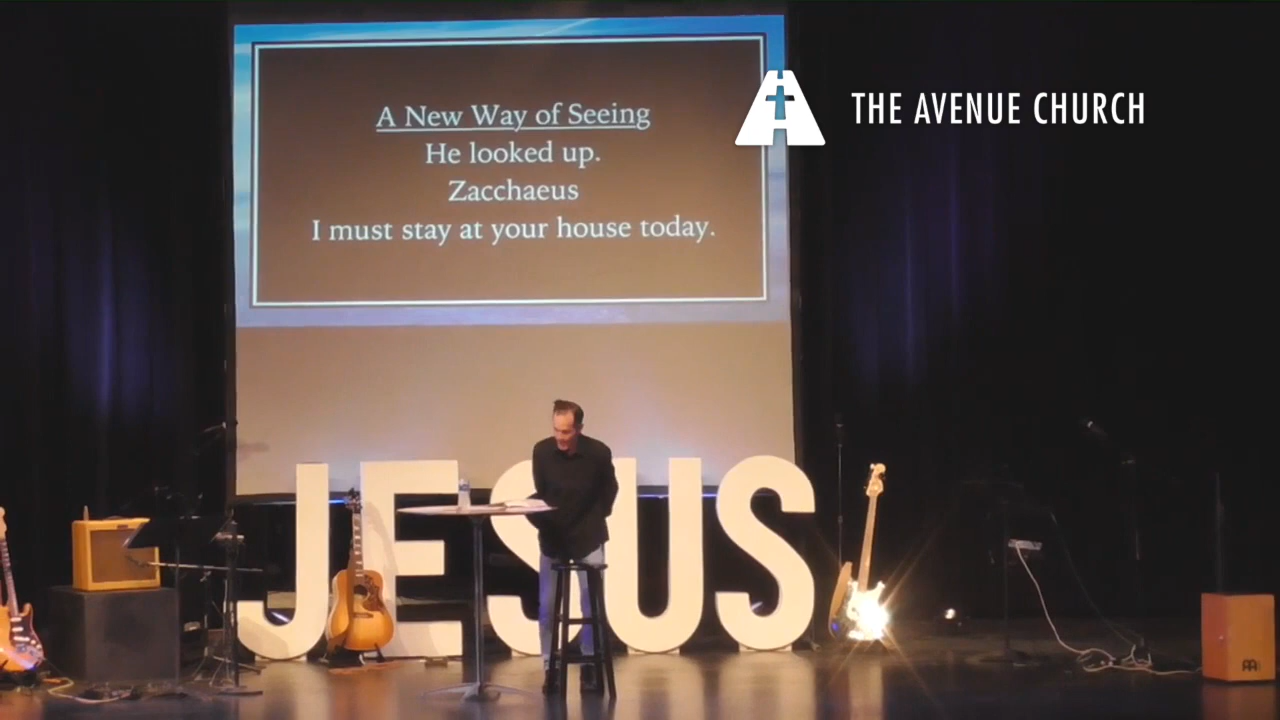 A New Way of Seeing
He looked up.
Zacchaeus
I must stay at your house today.
THE AVENUE CHURCH
JESUS